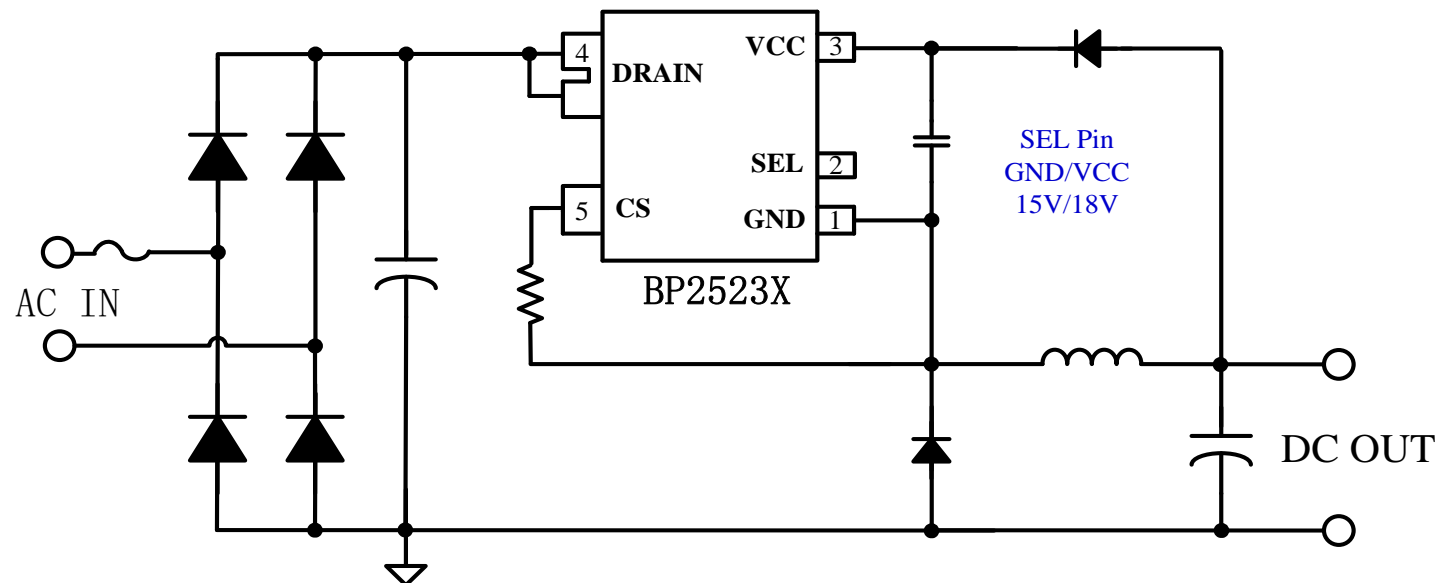 VCC 3
4
DRAIN
SEL 2
SEL Pin
GND/VCC
15V/18V
5 CS
GND 1
BP2523X
AC IN
DC OUT